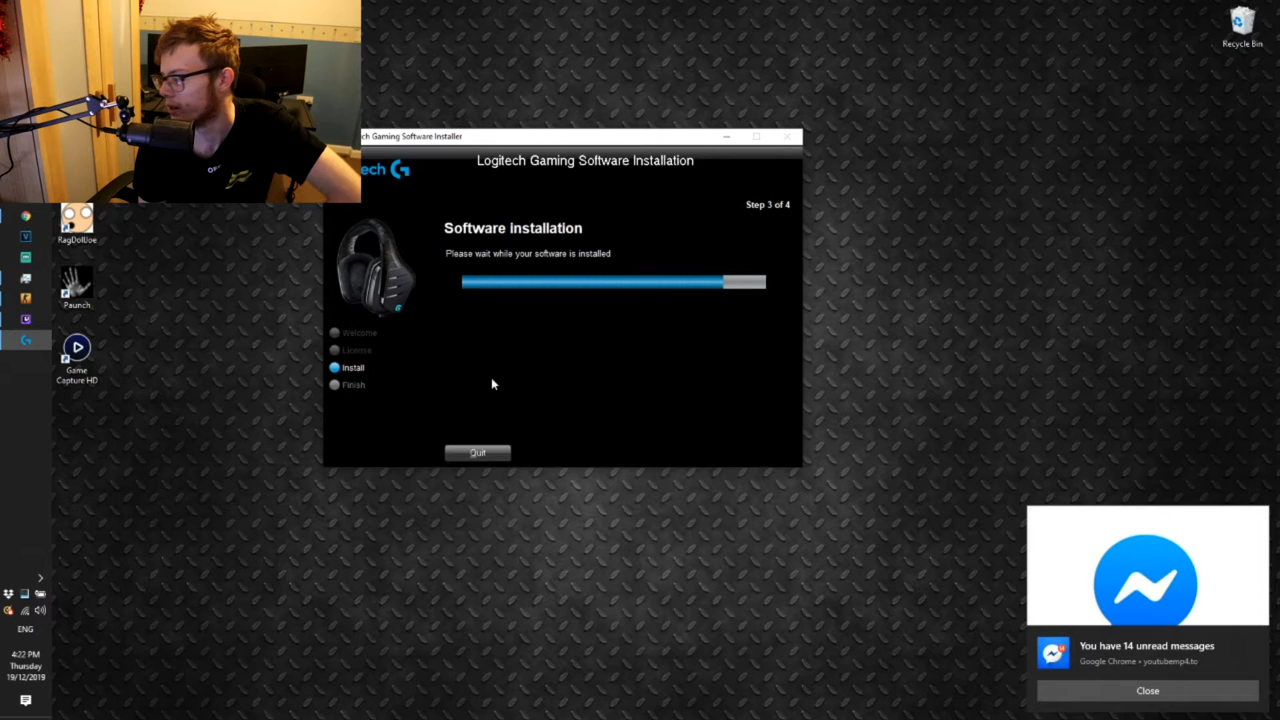 Recycle Bin
ch Gaming Software Installer
ech G
Logitech Gaming Software Installation
Step 3 of 4
Software Installation
Please wait while your software is installed
Welcome
License
Install
Finish
Quit
RagDollJoe
Paunch
Game
Capture HD
ENG
4:22 PM
Thursday
19/12/2019
You have 14 unread messages
Google Chrome • youtubemp4.to
Close